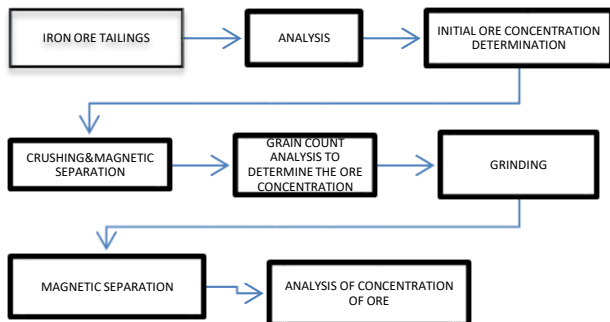 IRON ORE TAILINGS
ANALYSIS
INITIAL ORE CONCENTRATION
DETERMINATION
CRUSHING&MAGNETIC
SEPARATION
GRAIN COUNT
ANALYSIS TO
DETERMINE THE ORE
CONCENTRATION
GRINDING
MAGNETIC SEPARATION
ANALYSIS OF CONCENTRATION
OF ORE